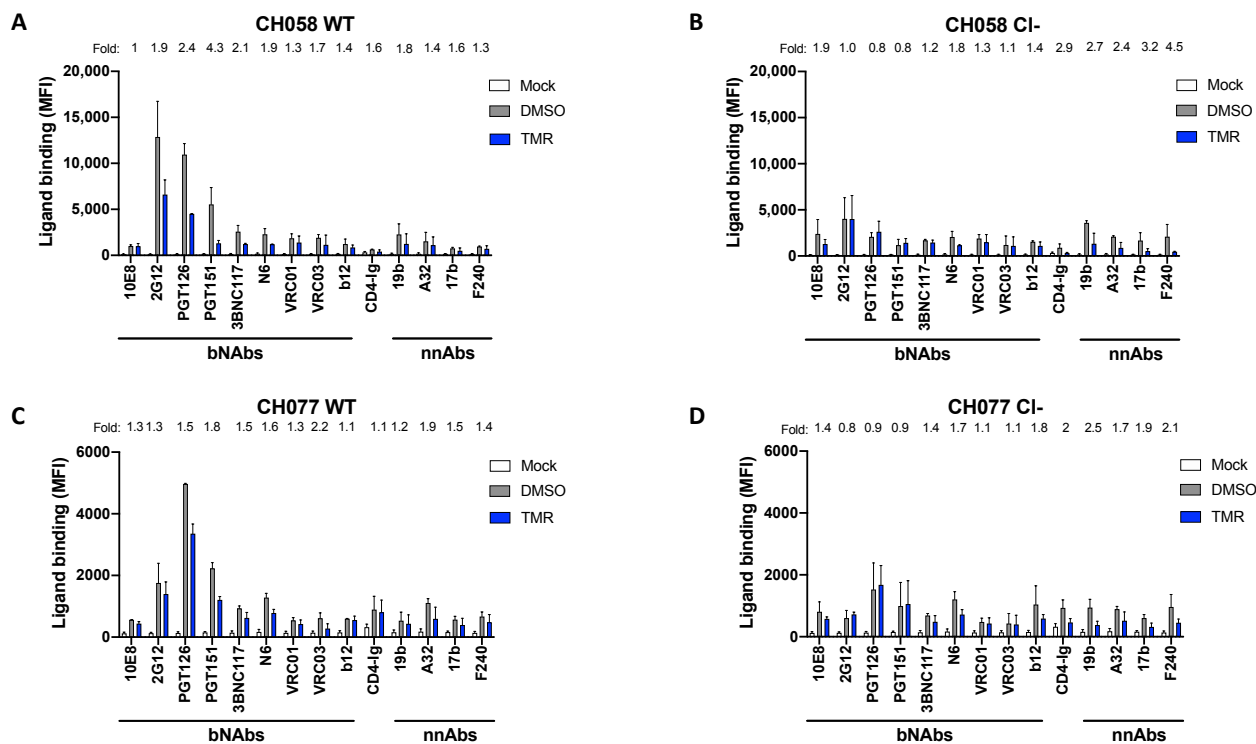 A
CH058 WT
Fold: 1 1.9 2.4 4.3 2.1 1.9 1.3 1.7 1.4 1.6 1.8 1.4 1.6 1.3
Ligand binding (MFI)
20,000
15,000
10,000
5,000
0
Mock
DMSO
TMR
10E8
2G12
PGT126
PGT151
3BNC117
N6
VRC01
VRC03
b12
CD4-Ig
19b
A32
17b
F240
bNAbs
nnAbs
B
CH058 Cl-
Fold: 1.9 1.0 0.8 0.8 1.2 1.8 1.3 1.1 1.4 2.9 2.7 2.4 3.2 4.5
Ligand binding (MFI)
20,000
15,000
10,000
5,000
0
Mock
DMSO
TMR
10E8
2G12
PGT126
PGT151
3BNC117
N6
VRC01
VRC03
b12
CD4-Ig
19b
A32
17b
F240
bNAbs
nnAbs
C
CH077 WT
Fold: 1.3 1.3 1.5 1.8 1.5 1.6 1.3 2.2 1.1 1.1 1.2 1.9 1.5 1.4
Ligand binding (MFI)
6000
4000
2000
0
Mock
DMSO
TMR
10E8
2G12
PGT126
PGT151
3BNC117
N6
VRC01
VRC03
b12
CD4-Ig
19b
A32
17b
F240
bNAbs
nnAbs
D
CH077 Cl-
Fold: 1.4 0.8 0.9 0.9 1.4 1.7 1.1 1.1 1.8 2 2.5 1.7 1.9 2.1
Ligand binding (MFI)
6000
4000
2000
0
Mock
DMSO
TMR
10E8
2G12
PGT126
PGT151
3BNC117
N6
VRC01
VRC03
b12
CD4-Ig
19b
A32
17b
F240
bNAbs
nnAbs